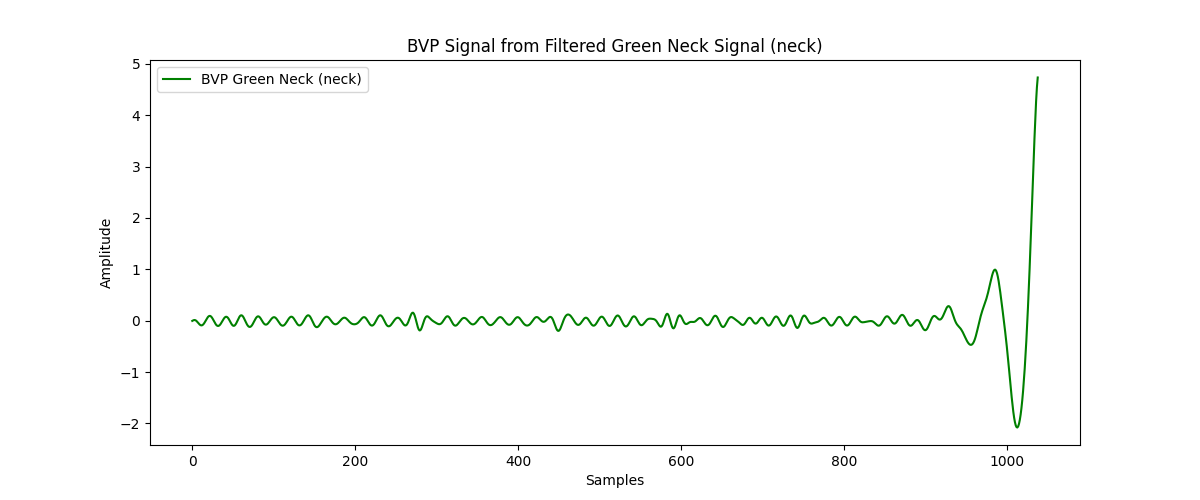 BVP Signal from Filtered Green Neck Signal (neck)
BVP Green Neck (neck)
5
4
3
2
1
0
−1
−2
Amplitude
0 200 400 600 800 1000
Samples